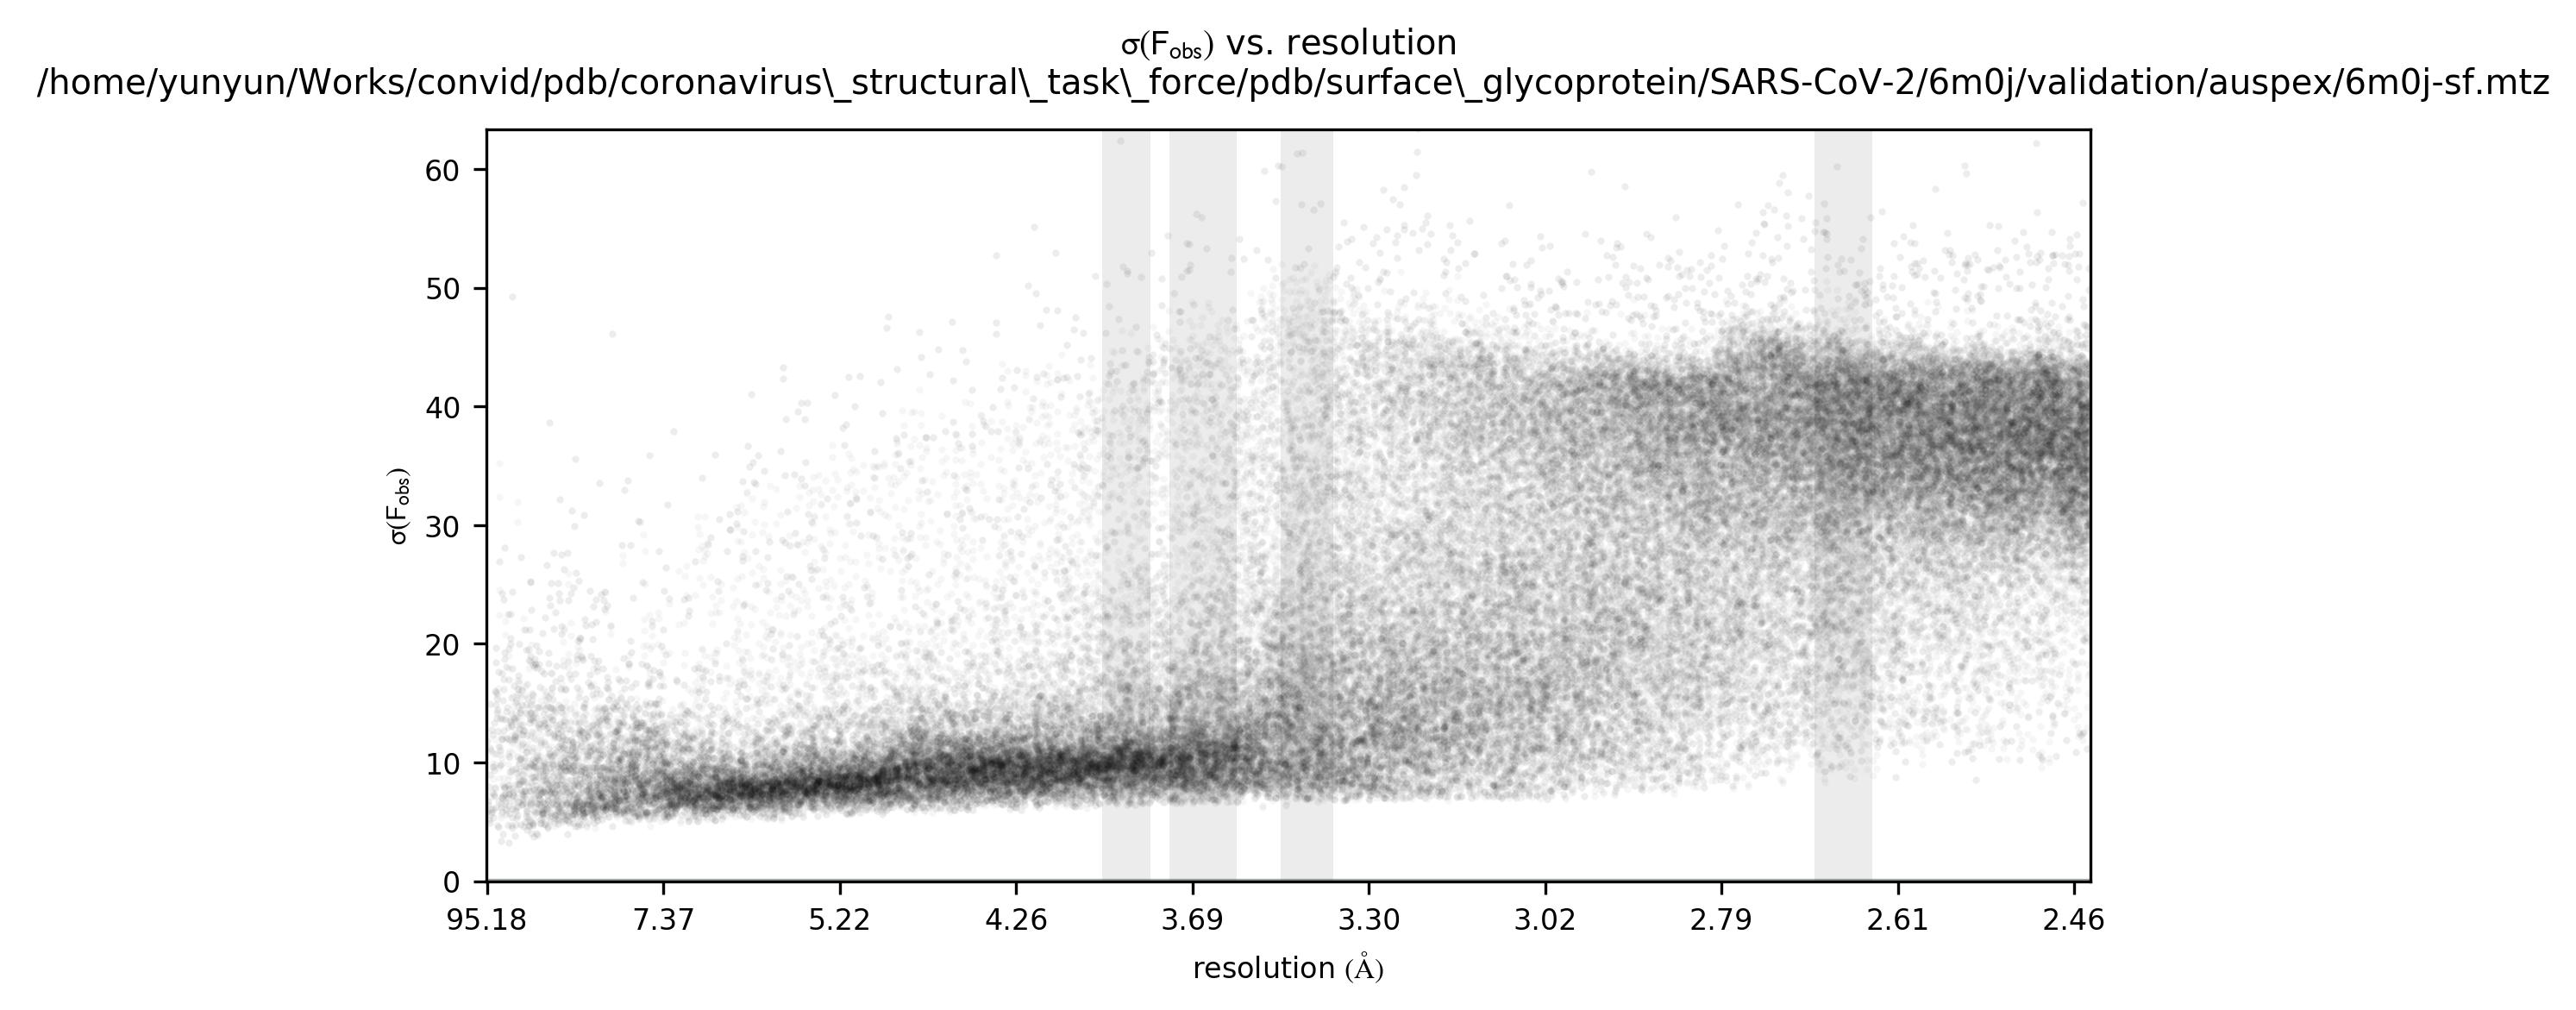 σ(Fobs) vs. resolution
/home/yunyun/Works/convid/pdb/coronavirus\_structural\_task\_force/pdb/surface\_glycoprotein/SARS-CoV-2/6m0j/validation/auspex/6m0j-sf.mtz
60
50
40
30
20
10
0
σ(Fobs)
95.18 7.37 5.22 4.26 3.69 3.30 3.02 2.79 2.61 2.46
resolution (Å)